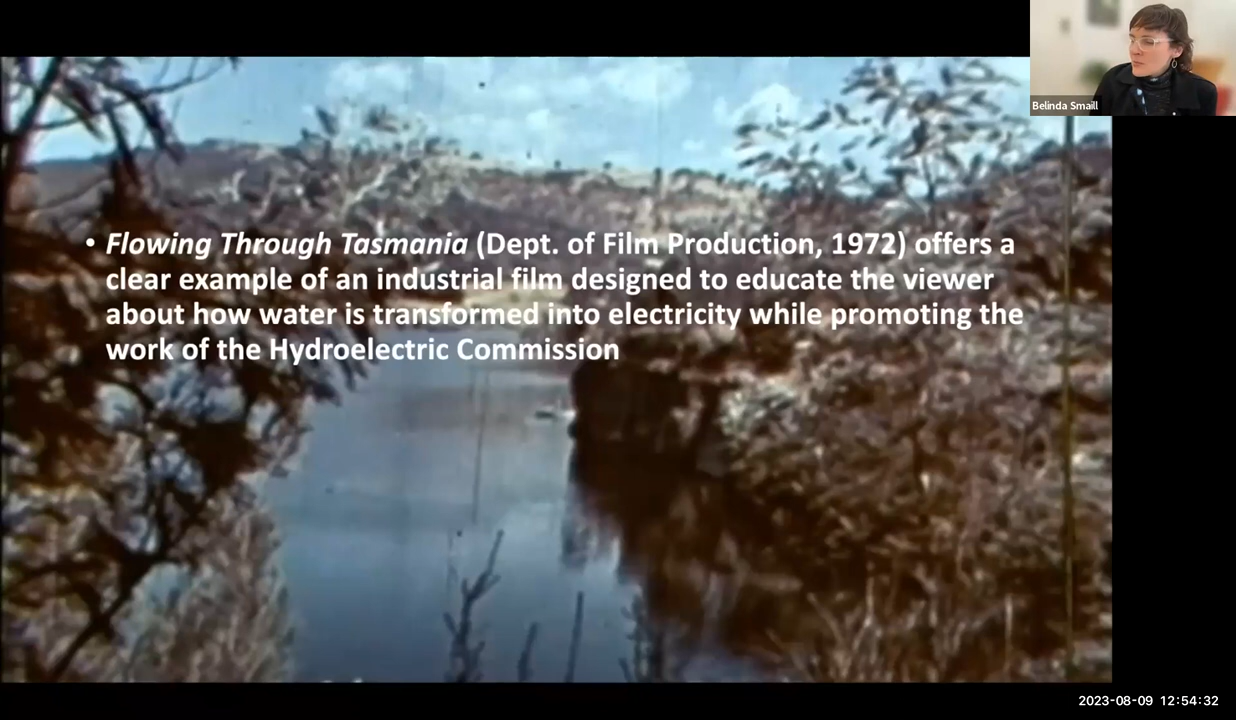 Belinda Smaill
• Flowing Through Tasmania (Dept. of Film Production, 1972) offers a
clear example of an industrial film designed to educate the viewer
about how water is transformed into electricity while promoting the
work of the Hydroelectric Commission
2023-08-09 12:54:32